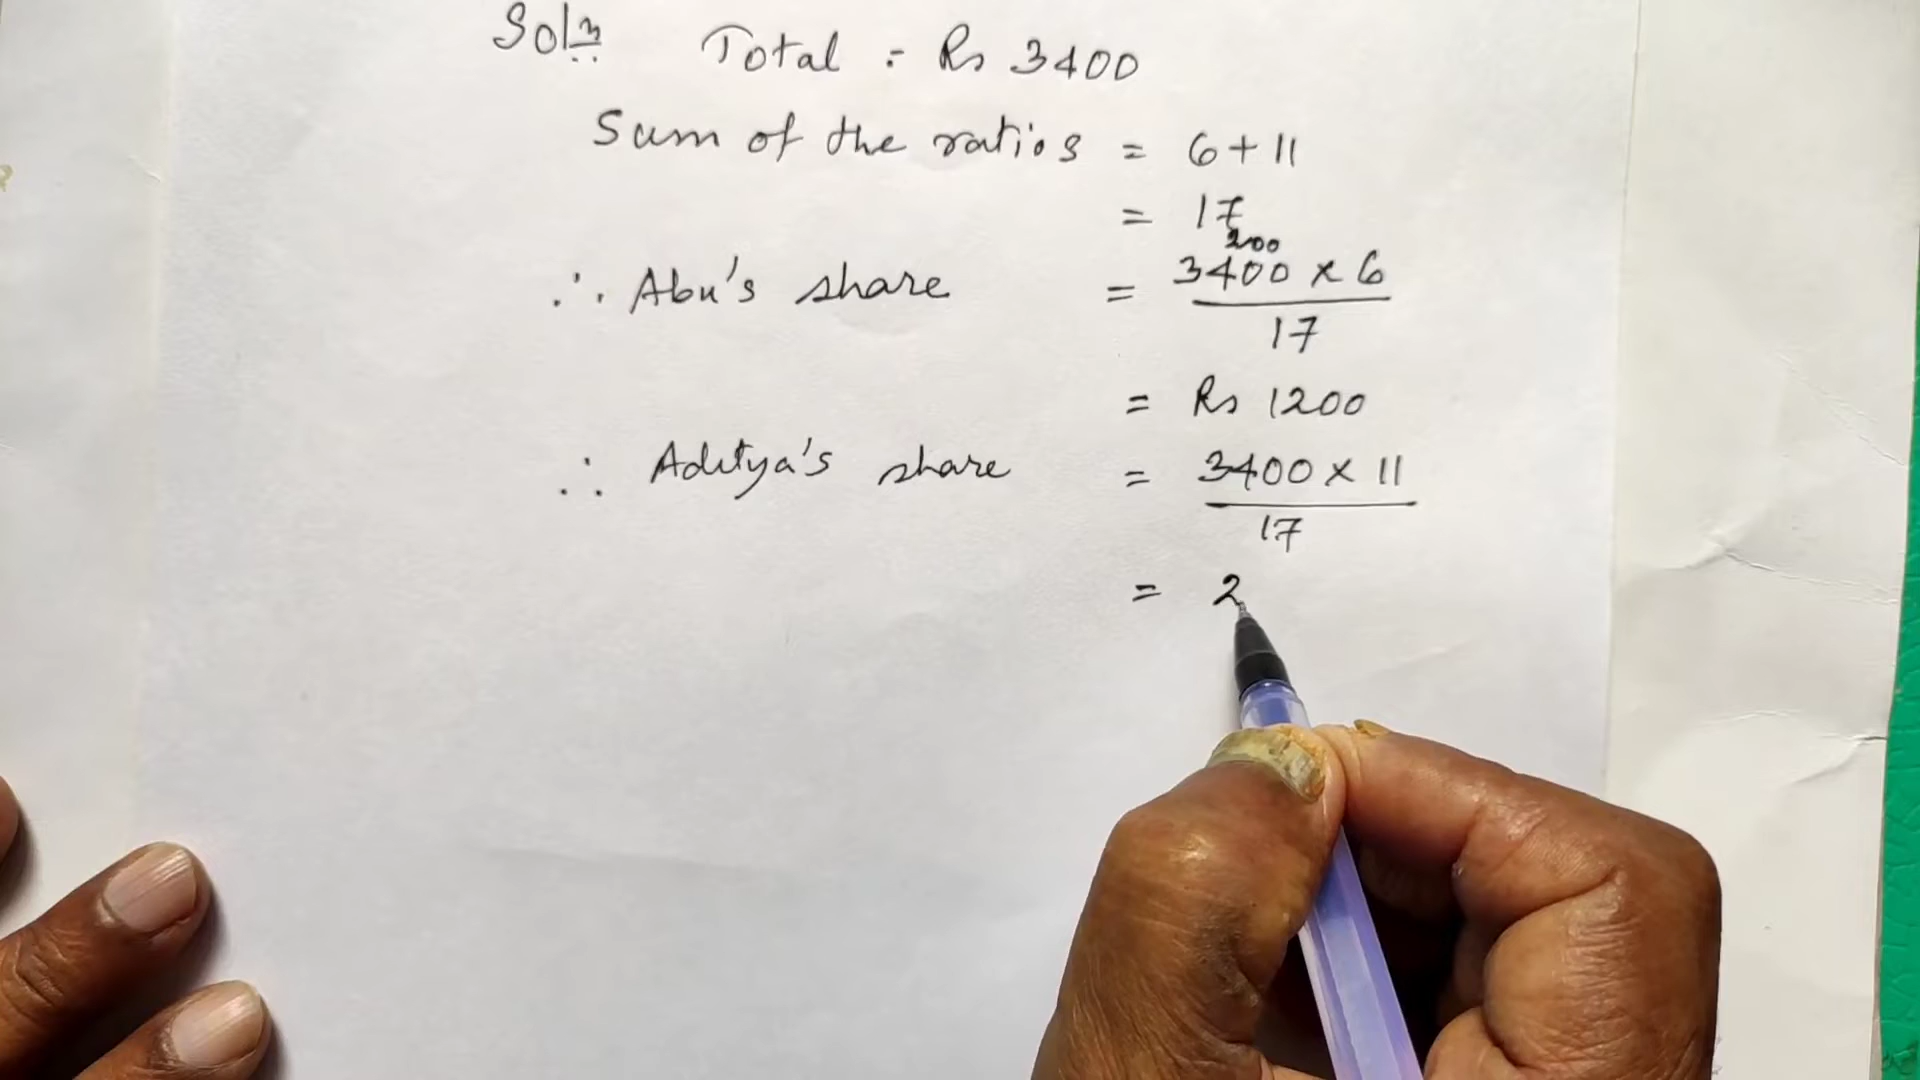 Soln Total = Rs 3400
Sum of the ratios = 6 + 11
= 17
200
∴ Abu's share = 3400 x 6
17
= Rs 1200
∴ Aditya's share = 3400 x 11
17
= 2